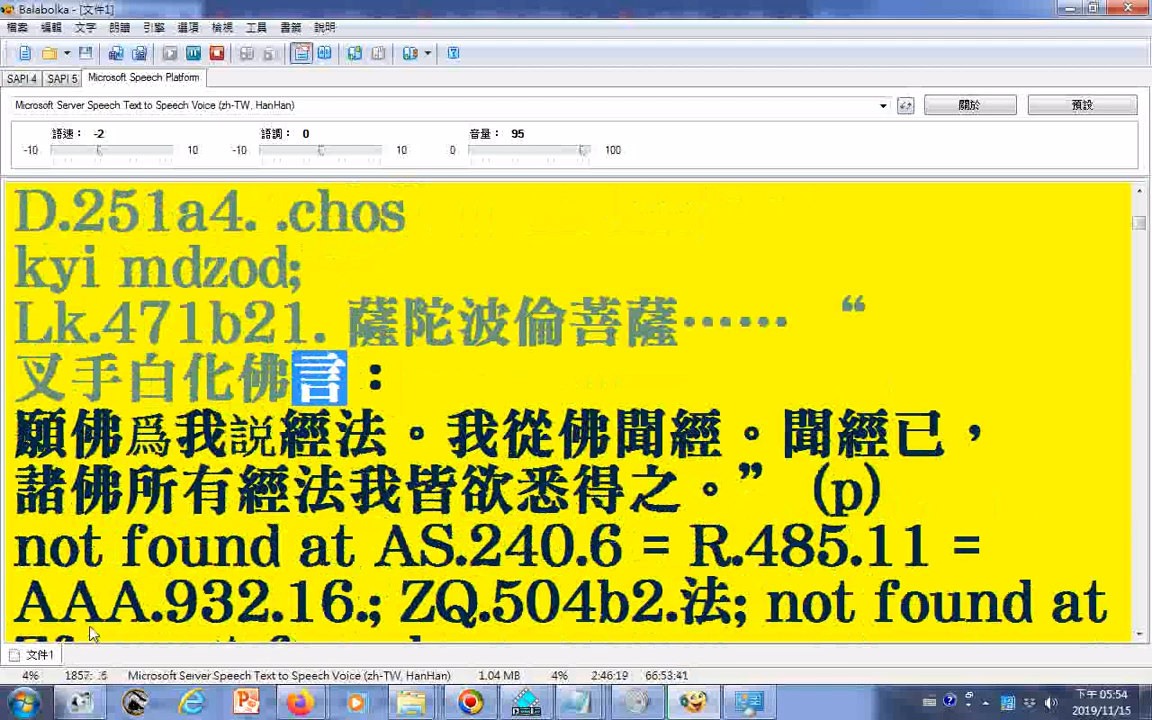 Balabolka - [文件1]
檔案 編輯 文字 朗讀 引擎 選項 檢視 工具 書籤 說明
SAPI 4 SAPI 5 Microsoft Speech Platform
Microsoft Server Speech Text to Speech Voice (zh-TW, HanHan) 關於 預設
語速： -2 語調： 0 音量： 95
-10 10 -10 10 0 100
D.251a4. .chos
kyi mdzod;
Lk.471b21. 薩陀波倫菩薩…… “
叉手白化佛言：
願佛爲我説經法。我從佛聞經。聞經已，
諸佛所有經法我皆欲悉得之。” (p)
not found at AS.240.6 = R.485.11 =
AAA.932.16.; ZQ.504b2.法; not found at
文件1
4% Microsoft Server Speech Text to Speech Voice (zh-TW, HanHan) 1.04 MB 4% 2:46:19 66:53:41
下午 05:54
2019/11/15